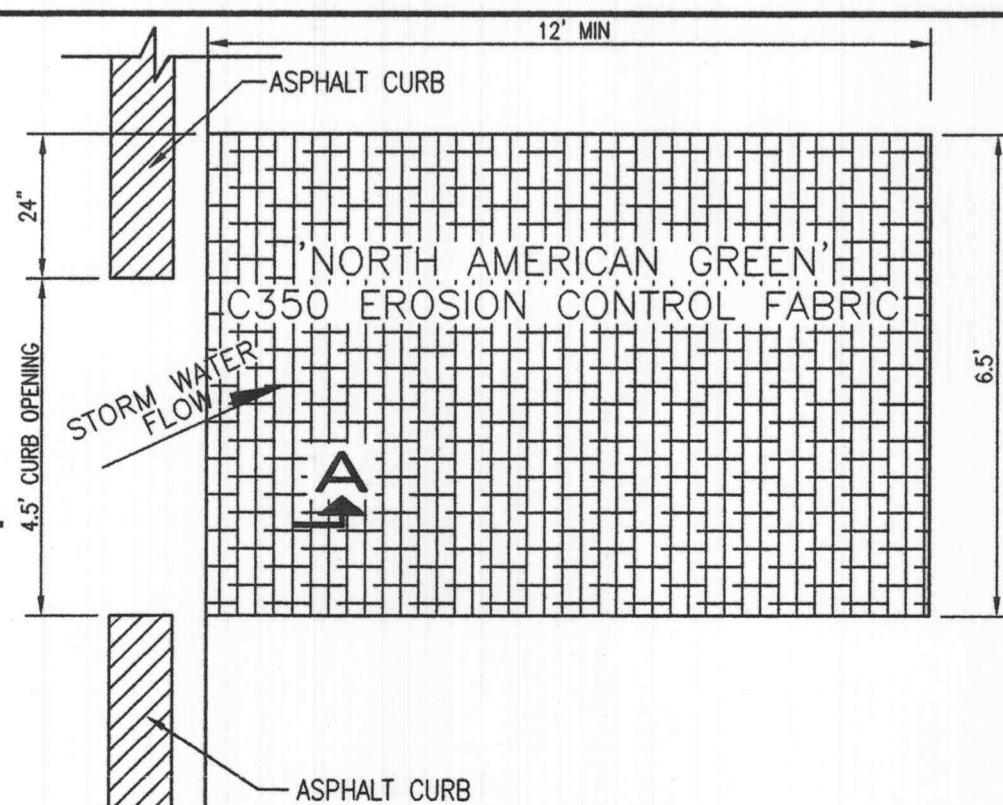 12' MIN
ASPHALT CURB
24"
'NORTH AMERICAN GREEN'
C350 EROSION CONTROL FABRIC
4.5' CURB OPENING
STORM WATER
FLOW
6.5'
A
ASPHALT CURB